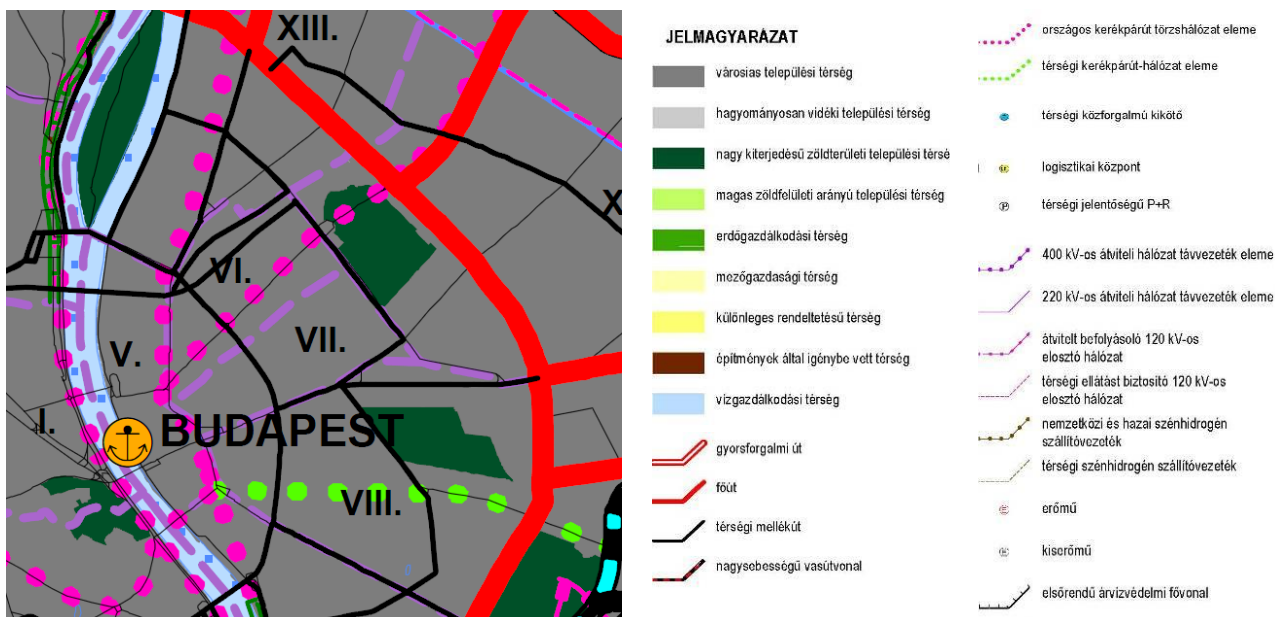 XIII.
X
VI.
VII.
V.
I.
BUDAPEST
VIII.
JELMAGYARÁZAT
városias települési térség
hagyományosan vidéki települési térség
nagy kiterjedésű zöldterületi települési térsé
magas zöldfelületi arányú települési térség
erdőgazdálkodási térség
mezőgazdasági térség
különleges rendeltetésű térség
építmények által igénybe vett térség
vízgazdálkodási térség
gyorsforgalmi út
főút
térségi mellékút
nagysebességű vasútvonal
országos kerékpárút törzshálózat eleme
térségi kerékpárút-hálózat eleme
térségi közforgalmú kikötő
logisztikai központ
P
térségi jelentőségű P+R
400 kV-os átviteli hálózat távvezeték eleme
220 kV-os átviteli hálózat távvezeték eleme
átvitelt befolyásoló 120 kV-os
elosztó hálózat
térségi ellátást biztosító 120 kV-os
elosztó hálózat
nemzetközi és hazai szénhidrogén
szállítóvezeték
térségi szénhidrogén szállítóvezeték
erőmű
kiserőmű
elsőrendű árvízvédelmi fővonal